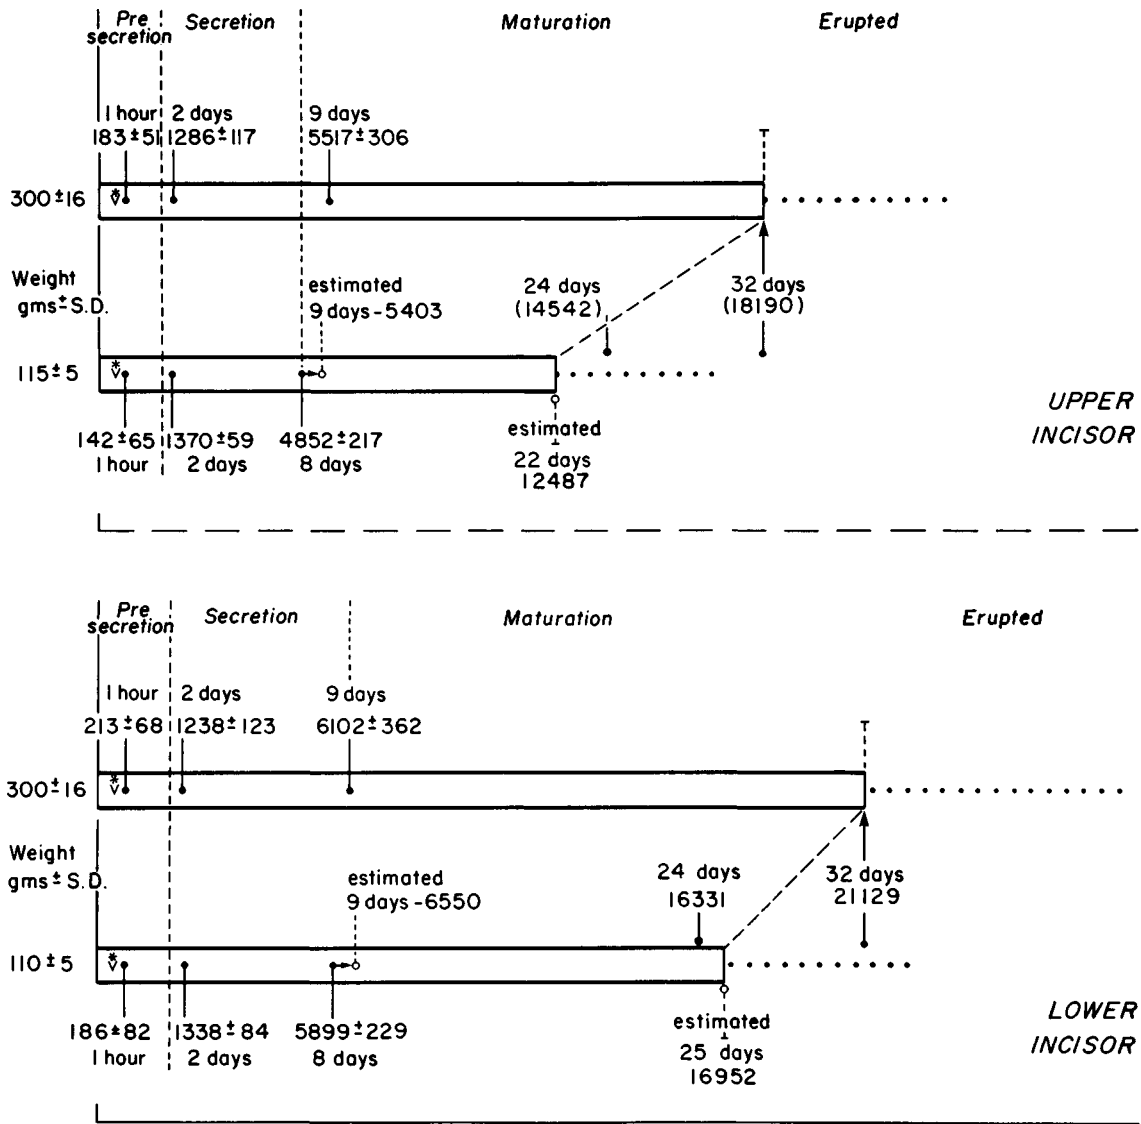 Pre
secretion Secretion Maturation Erupted
1 hour 2 days 9 days
183±51 1286±117 5517±306
300±16
*
v
Weight
gms±S.D.
estimated
9 days-5403
24 days
(14542)
32 days
(18190)
115±5
*
v
142±65 1370±59 4852±217
1 hour 2 days 8 days
estimated
22 days
12487
UPPER
INCISOR
Pre
secretion Secretion Maturation Erupted
1 hour 2 days 9 days
213±68 1238±123 6102±362
300±16
*
v
Weight
gms±S.D.
estimated
9 days-6550
24 days
16331
32 days
21129
110±5
*
v
186±82 1338±84 5899±229
1 hour 2 days 8 days
estimated
25 days
16952
LOWER
INCISOR